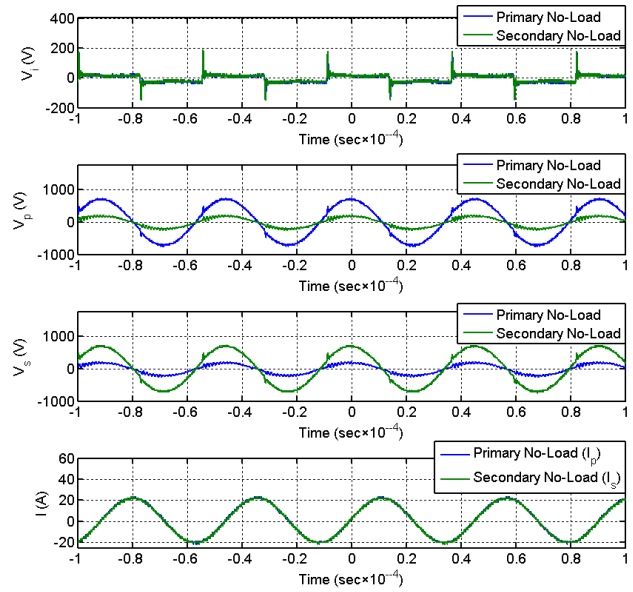 400
200
0
-200
V_i (V)
Primary No-Load
Secondary No-Load
-1 -0.8 -0.6 -0.4 -0.2 0 0.2 0.4 0.6 0.8 1
Time (sec×10^−4)
1000
0
-1000
V_p (V)
Primary No-Load
Secondary No-Load
-1 -0.8 -0.6 -0.4 -0.2 0 0.2 0.4 0.6 0.8 1
Time (sec×10^−4)
1000
0
-1000
V_s (V)
Primary No-Load
Secondary No-Load
-1 -0.8 -0.6 -0.4 -0.2 0 0.2 0.4 0.6 0.8 1
Time (sec×10^−4)
60
40
20
0
-20
I (A)
Primary No-Load (I_p)
Secondary No-Load (I_s)
-1 -0.8 -0.6 -0.4 -0.2 0 0.2 0.4 0.6 0.8 1
Time (sec×10^−4)